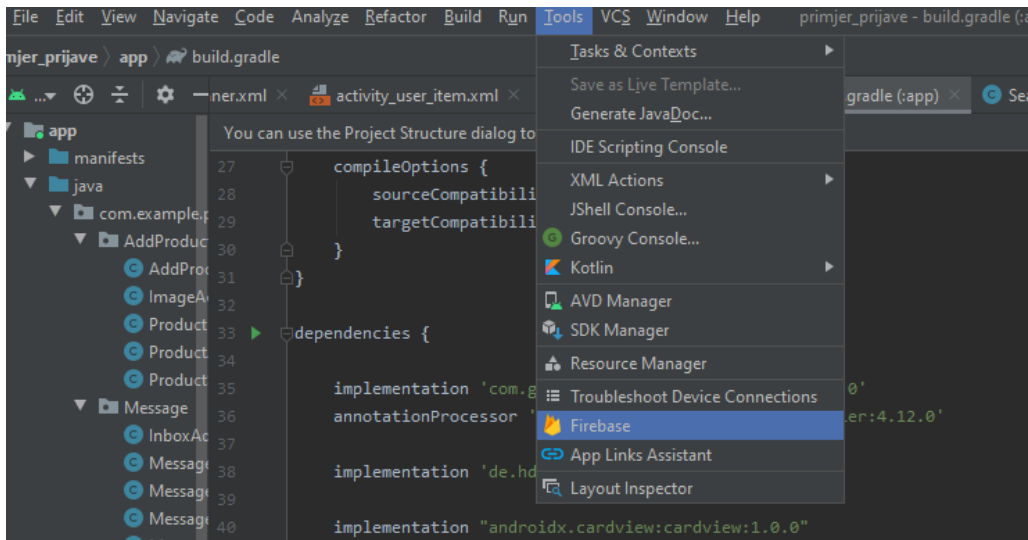 File Edit View Navigate Code Analyze Refactor Build Run Tools VCS Window Help primjer_prijave - build.gradle (:a
mjer_prijave app build.gradle
... ner.xml activity_user_item.xml gradle (:app) Sea
app
manifests
java
com.example.p
AddProduc
AddProd
ImageA
Product
Product
Product
Message
InboxAc
Message
Message
Message
You can use the Project Structure dialog to
27 compileOptions {
28 sourceCompatibili
29 targetCompatibili
30 }
31 }
32
33 dependencies {
34
35 implementation 'com.g 0'
36 annotationProcessor ' er:4.12.0'
37
38 implementation 'de.hd
39
40 implementation "androidx.cardview:cardview:1.0.0"
Tasks & Contexts
Save as Live Template...
Generate JavaDoc...
IDE Scripting Console
XML Actions
JShell Console...
Groovy Console...
Kotlin
AVD Manager
SDK Manager
Resource Manager
Troubleshoot Device Connections
Firebase
App Links Assistant
Layout Inspector